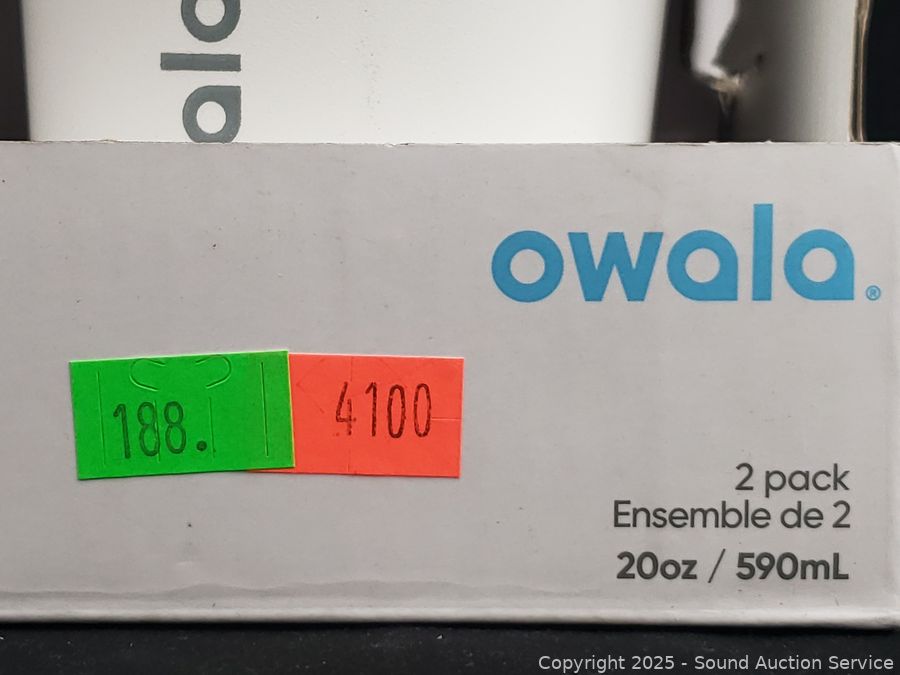 ala
owala®
188.
4100
2 pack
Ensemble de 2
20oz / 590mL
Copyright 2025 - Sound Auction Service